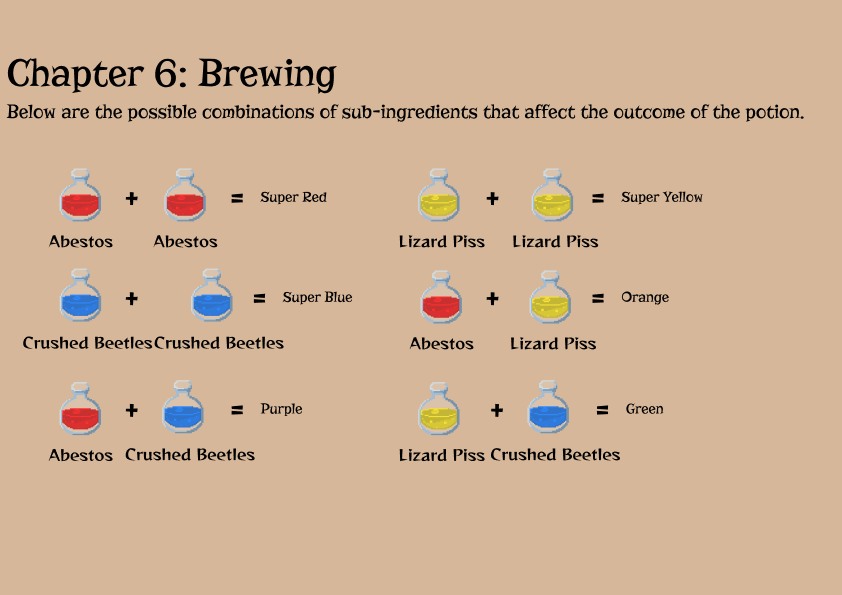 Chapter 6: Brewing
Below are the possible combinations of sub-ingredients that affect the outcome of the potion.
+ = Super Red
Abestos Abestos
+ = Super Yellow
Lizard Piss Lizard Piss
+ = Super Blue
Crushed Beetles Crushed Beetles
+ = Orange
Abestos Lizard Piss
+ = Purple
Abestos Crushed Beetles
+ = Green
Lizard Piss Crushed Beetles